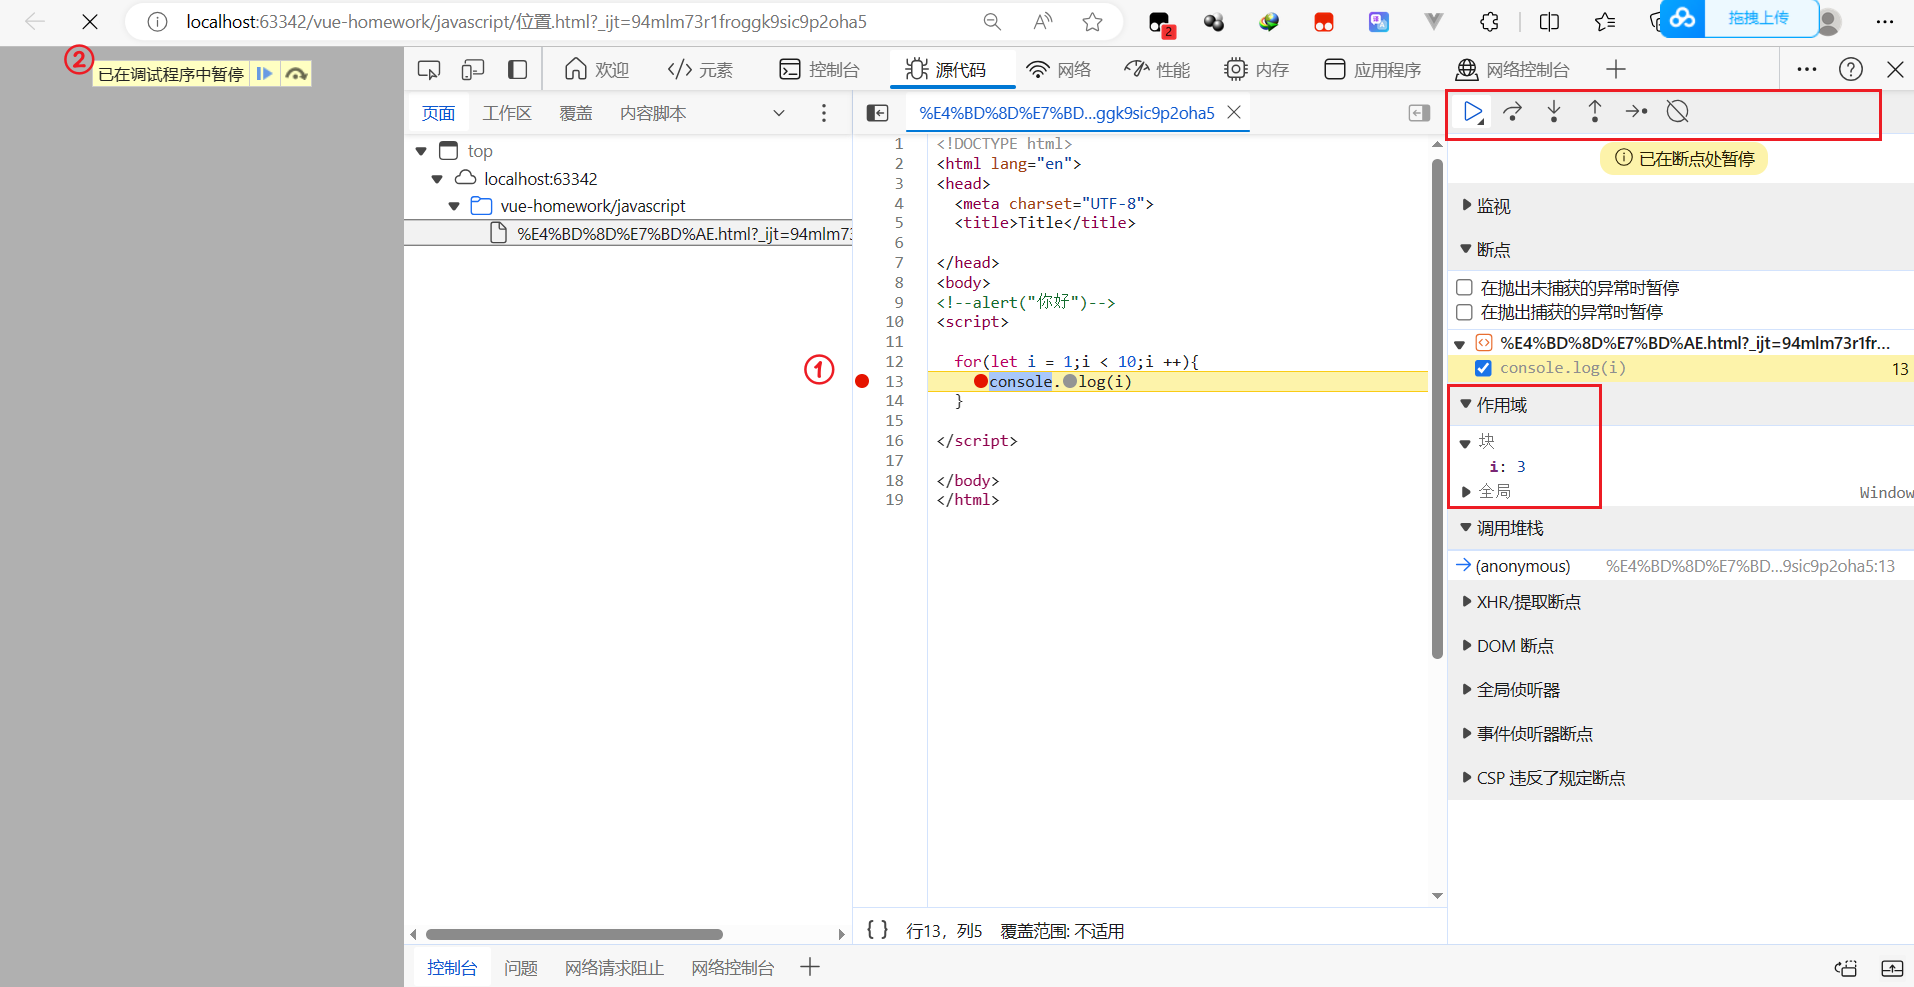 localhost:63342/vue-homework/javascript/位置.html?_ijt=94mlm73r1froggk9sic9p2oha5
2
拖拽上传
②
已在调试程序中暂停
欢迎
元素
控制台
源代码
网络
性能
内存
应用程序
网络控制台
页面
工作区
覆盖
内容脚本
%E4%BD%8D%E7%BD...ggk9sic9p2oha5
top
localhost:63342
vue-homework/javascript
%E4%BD%8D%E7%BD%AE.html?_ijt=94mlm73
1 <!DOCTYPE html>
2 <html lang="en">
3 <head>
4 <meta charset="UTF-8">
5 <title>Title</title>
6
7 </head>
8 <body>
9 <!--alert("你好")-->
10 <script>
11
12 for(let i = 1;i < 10;i ++){
①
13 console.log(i)
14 }
15
16 </script>
17
18 </body>
19 </html>
行13，列5 覆盖范围: 不适用
已在断点处暂停
监视
断点
在抛出未捕获的异常时暂停
在抛出捕获的异常时暂停
%E4%BD%8D%E7%BD%AE.html?_ijt=94mlm73r1fr...
console.log(i) 13
作用域
块
i: 3
全局 Window
调用堆栈
(anonymous) %E4%BD%8D%E7%BD...9sic9p2oha5:13
XHR/提取断点
DOM 断点
全局侦听器
事件侦听器断点
CSP 违反了规定断点
控制台
问题
网络请求阻止
网络控制台